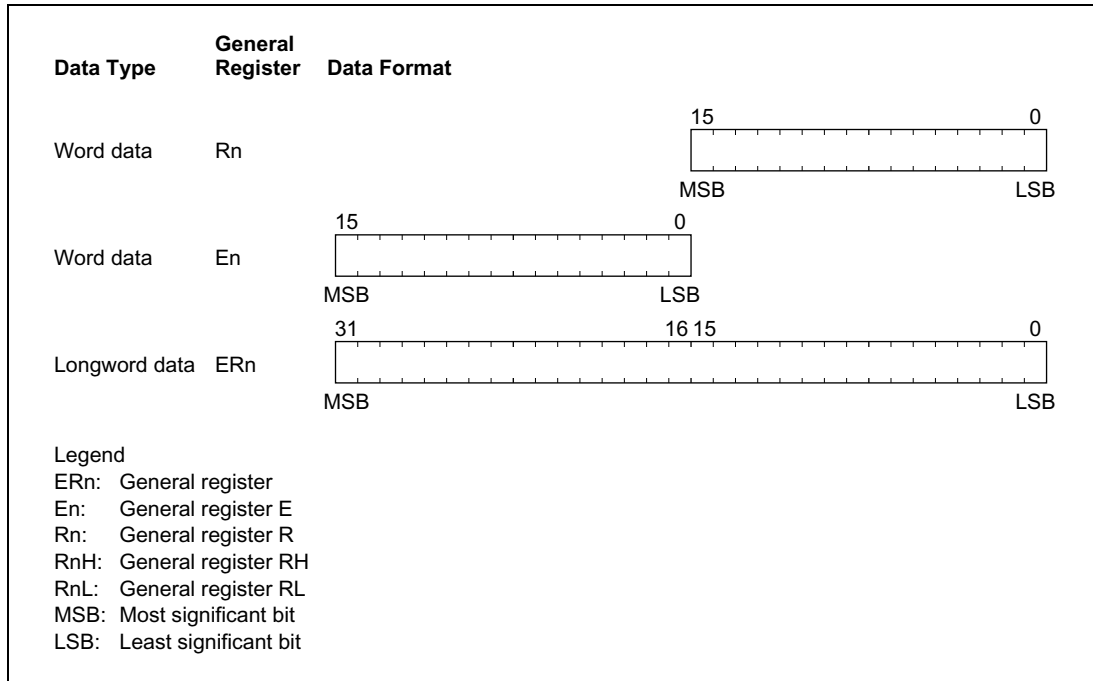 General
Data Type Register Data Format
15 0
Word data Rn
MSB LSB
15 0
Word data En
MSB LSB
31 16 15 0
Longword data ERn
MSB LSB
Legend
ERn: General register
En: General register E
Rn: General register R
RnH: General register RH
RnL: General register RL
MSB: Most significant bit
LSB: Least significant bit